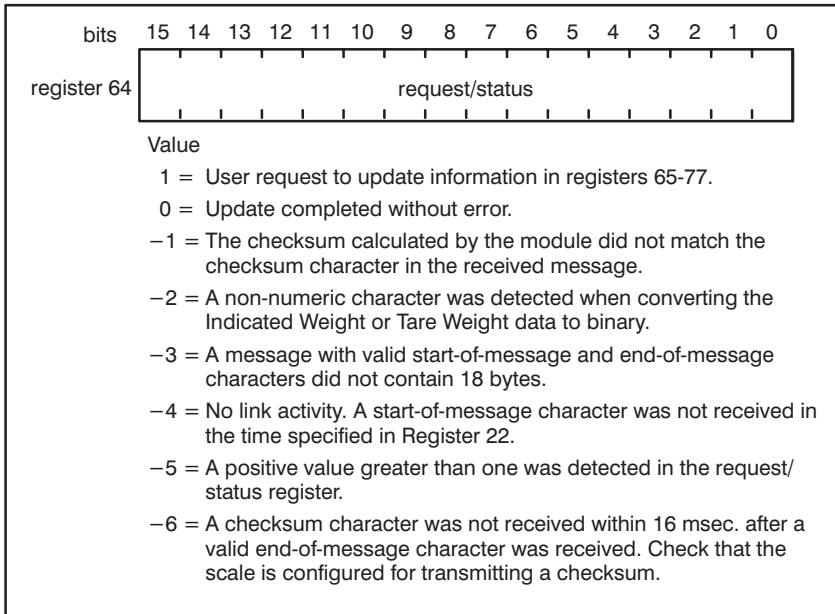 bits 15 14 13 12 11 10 9 8 7 6 5 4 3 2 1 0
register 64 request/status
Value
1 = User request to update information in registers 65-77.
0 = Update completed without error.
−1 = The checksum calculated by the module did not match the
checksum character in the received message.
−2 = A non-numeric character was detected when converting the
Indicated Weight or Tare Weight data to binary.
−3 = A message with valid start-of-message and end-of-message
characters did not contain 18 bytes.
−4 = No link activity. A start-of-message character was not received in
the time specified in Register 22.
−5 = A positive value greater than one was detected in the request/
status register.
−6 = A checksum character was not received within 16 msec. after a
valid end-of-message character was received. Check that the
scale is configured for transmitting a checksum.